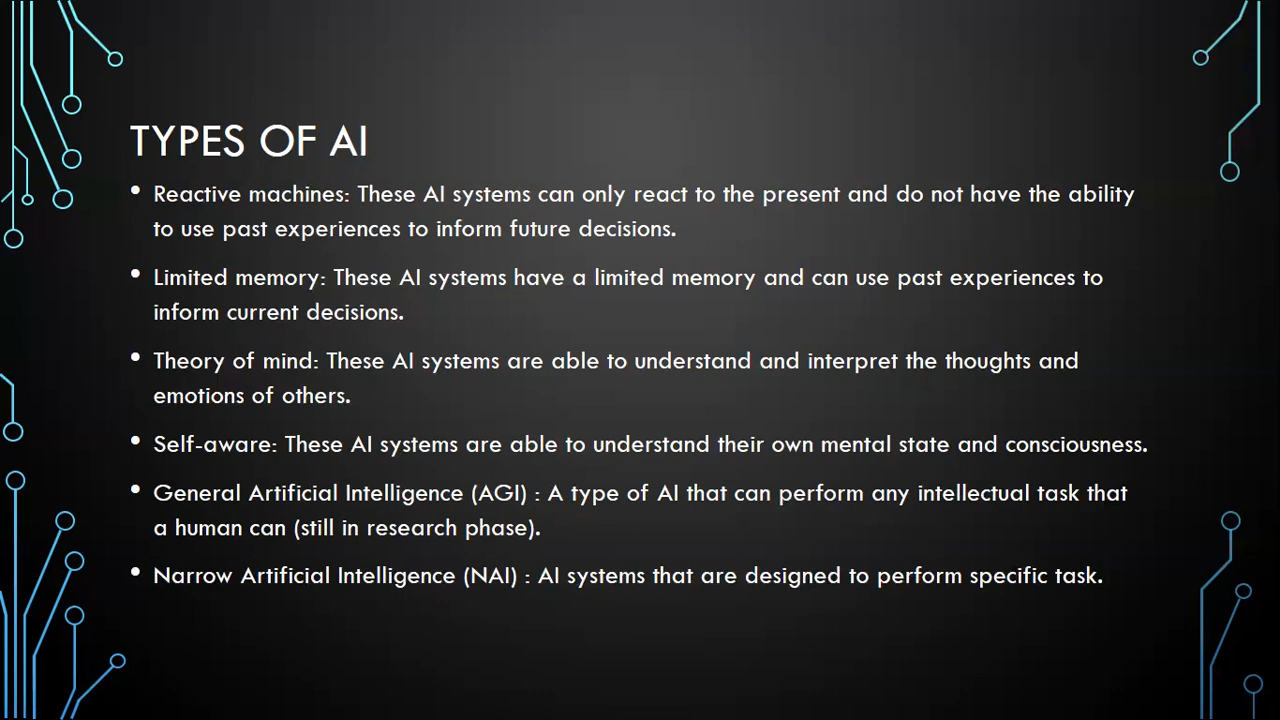 TYPES OF AI
• Reactive machines: These AI systems can only react to the present and do not have the ability
to use past experiences to inform future decisions.
• Limited memory: These AI systems have a limited memory and can use past experiences to
inform current decisions.
• Theory of mind: These AI systems are able to understand and interpret the thoughts and
emotions of others.
• Self-aware: These AI systems are able to understand their own mental state and consciousness.
• General Artificial Intelligence (AGI) : A type of AI that can perform any intellectual task that
a human can (still in research phase).
• Narrow Artificial Intelligence (NAI) : AI systems that are designed to perform specific task.